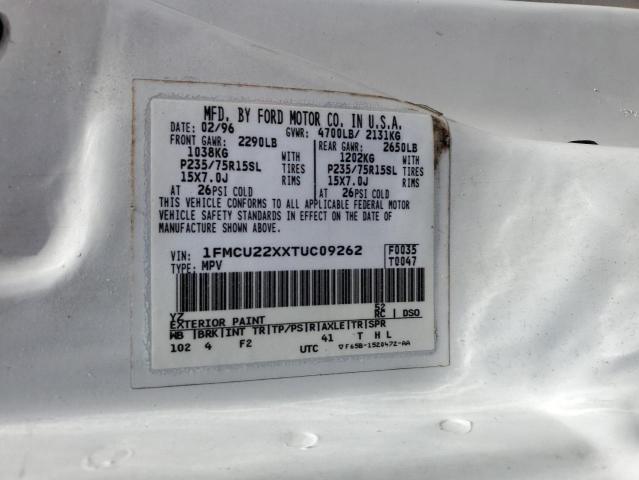 MFD. BY FORD MOTOR CO. IN U.S.A.
DATE: 02/96 GVWR: 4700LB/ 2131KG
FRONT GAWR: 2290LB REAR GAWR: 2650LB
1038KG WITH 1202KG WITH
P235/75R15SL TIRES P235/75R15SL TIRES
15X7.0J RIMS 15X7.0J RIMS
AT 26PSI COLD AT 26PSI COLD
THIS VEHICLE CONFORMS TO ALL APPLICABLE FEDERAL MOTOR
VEHICLE SAFETY STANDARDS IN EFFECT ON THE DATE OF
MANUFACTURE SHOWN ABOVE.
VIN: 1FMCU22XXTUC09262 F0035
TYPE: MPV T0047
YZ 52
EXTERIOR PAINT RC DSO
WB BRK INT TR TP/PS R AXLE TR SPR
102 4 F2 41 T H L
UTC ▽F65B-1520472-AA